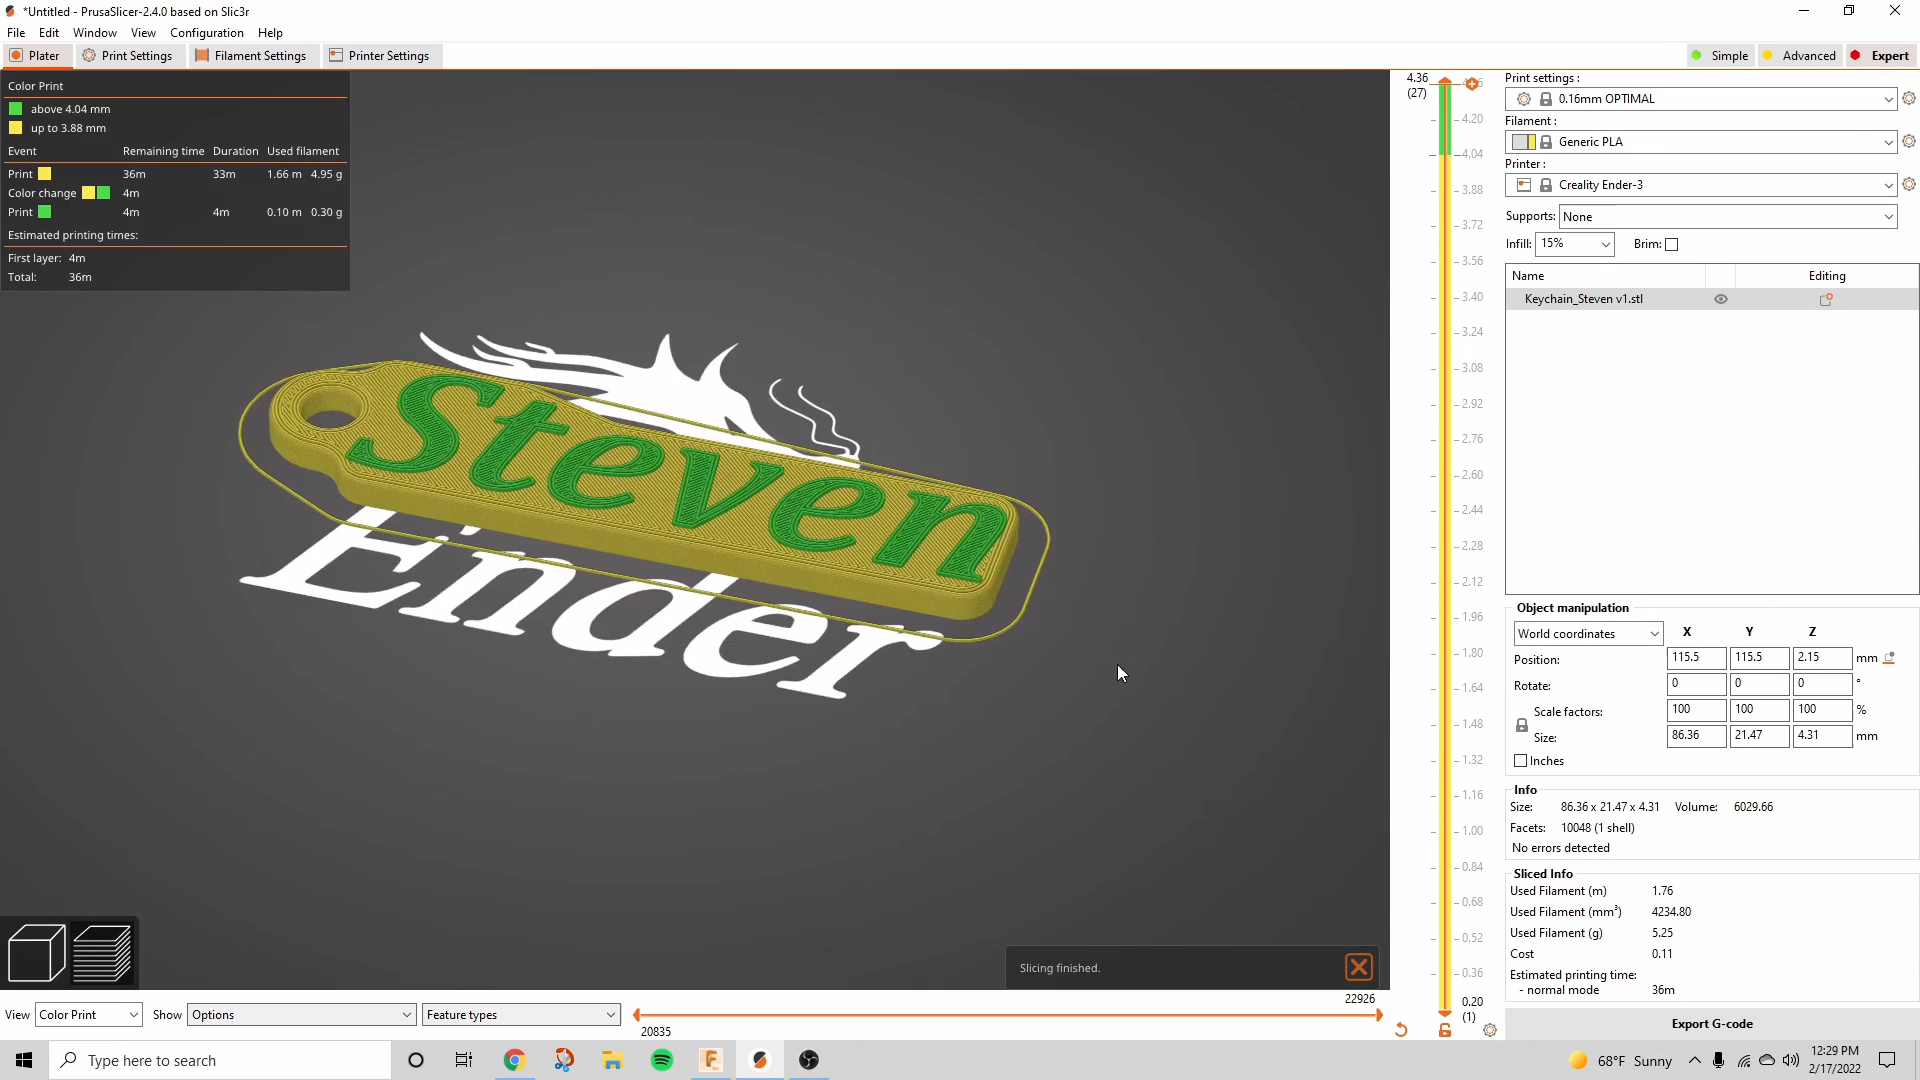 *Untitled - PrusaSlicer-2.4.0 based on Slic3r
File Edit Window View Configuration Help
Plater Print Settings Filament Settings Printer Settings Simple Advanced Expert
Color Print
above 4.04 mm
up to 3.88 mm
Event Remaining time Duration Used filament
Print 36m 33m 1.66 m 4.95 g
Color change 4m
Print 4m 4m 0.10 m 0.30 g
Estimated printing times:
First layer: 4m
Total: 36m
Steven
Ender
Slicing finished.
4.36
(27)
4.20
4.04
3.88
3.72
3.56
3.40
3.24
3.08
2.92
2.76
2.60
2.44
2.28
2.12
1.96
1.80
1.64
1.48
1.32
1.16
1.00
0.84
0.68
0.52
0.36
0.20
(1)
Print settings :
0.16mm OPTIMAL
Filament :
Generic PLA
Printer :
Creality Ender-3
Supports: None
Infill: 15% Brim:
Name Editing
Keychain_Steven v1.stl
Object manipulation
World coordinates X Y Z
Position: 115.5 115.5 2.15 mm
Rotate: 0 0 0 °
Scale factors: 100 100 100 %
Size: 86.36 21.47 4.31 mm
Inches
Info
Size: 86.36 x 21.47 x 4.31 Volume: 6029.66
Facets: 10048 (1 shell)
No errors detected
Sliced Info
Used Filament (m) 1.76
Used Filament (mm³) 4234.80
Used Filament (g) 5.25
Cost 0.11
Estimated printing time:
- normal mode 36m
Export G-code
View Color Print Show Options Feature types
22926
20835
Type here to search
68°F Sunny
12:29 PM
2/17/2022